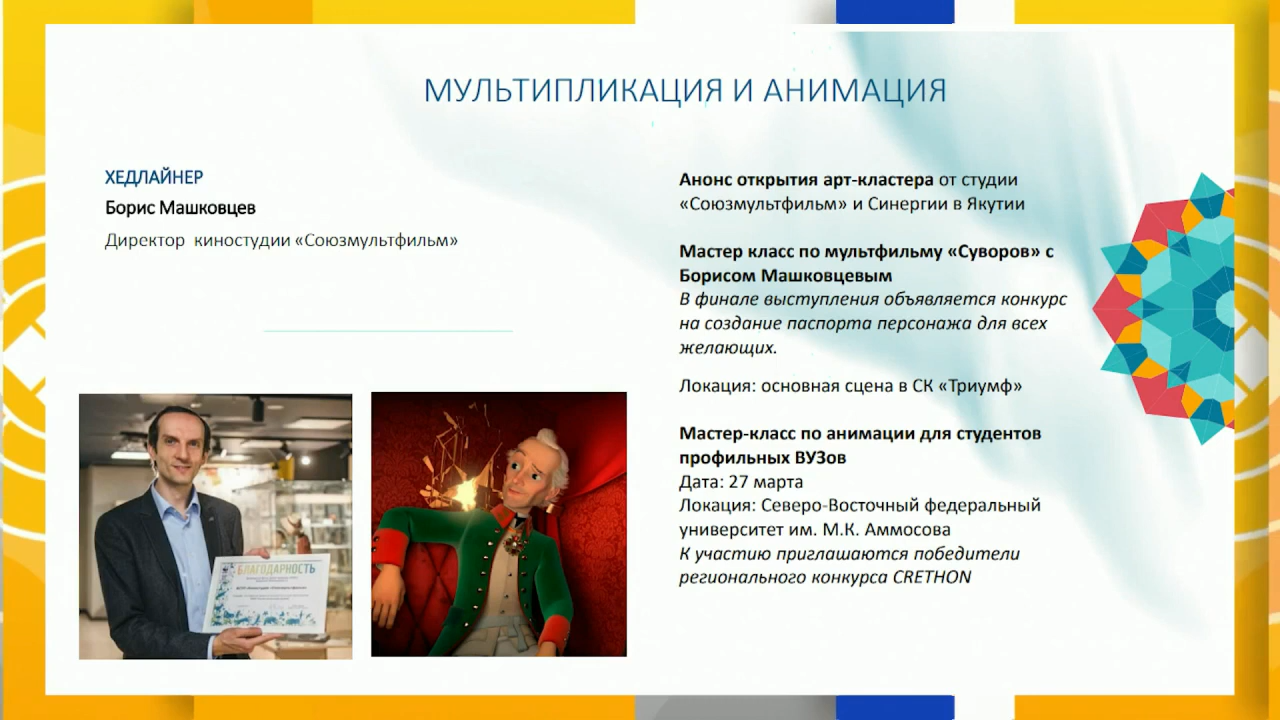 МУЛЬТИПЛИКАЦИЯ И АНИМАЦИЯ
ХЕДЛАЙНЕР
Борис Машковцев
Директор киностудии «Союзмультфильм»
Анонс открытия арт-кластера от студии
«Союзмультфильм» и Синергии в Якутии
Мастер класс по мультфильму «Суворов» с
Борисом Машковцевым
В финале выступления объявляется конкурс
на создание паспорта персонажа для всех
желающих.
Локация: основная сцена в СК «Триумф»
Мастер-класс по анимации для студентов
профильных ВУЗов
Дата: 27 марта
Локация: Северо-Восточный федеральный
университет им. М.К. Аммосова
К участию приглашаются победители
регионального конкурса CRETHON
БЛАГОДАРНОСТЬ